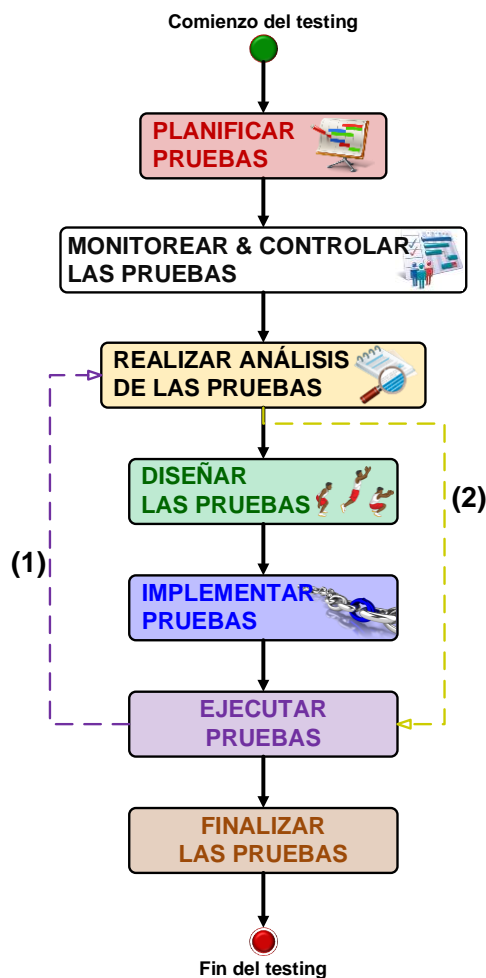 Comienzo del testing
PLANIFICAR
PRUEBAS
MONITOREAR & CONTROLAR
LAS PRUEBAS
REALIZAR ANÁLISIS
DE LAS PRUEBAS
DISEÑAR
LAS PRUEBAS
(2)
(1)
IMPLEMENTAR
PRUEBAS
EJECUTAR
PRUEBAS
FINALIZAR
LAS PRUEBAS
Fin del testing